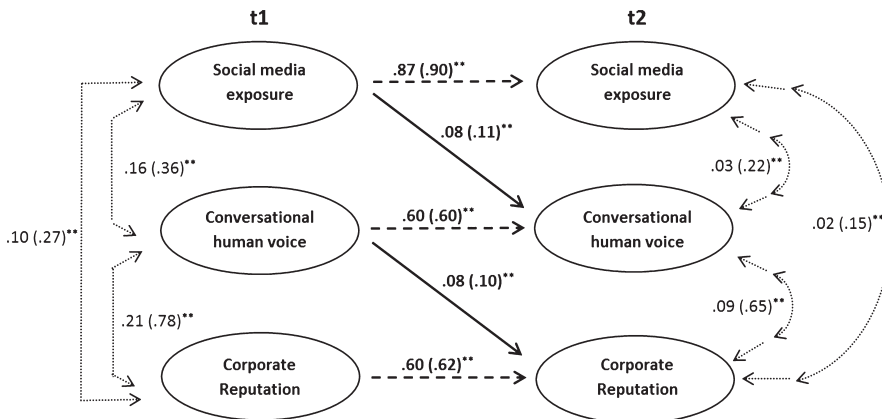 t1
t2
Social media
exposure
.87 (.90)**
Social media
exposure
.08 (.11)**
.16 (.36)**
.03 (.22)**
Conversational
human voice
.60 (.60)**
Conversational
human voice
.10 (.27)**
.02 (.15)**
.08 (.10)**
.21 (.78)**
.09 (.65)**
Corporate
Reputation
.60 (.62)**
Corporate
Reputation